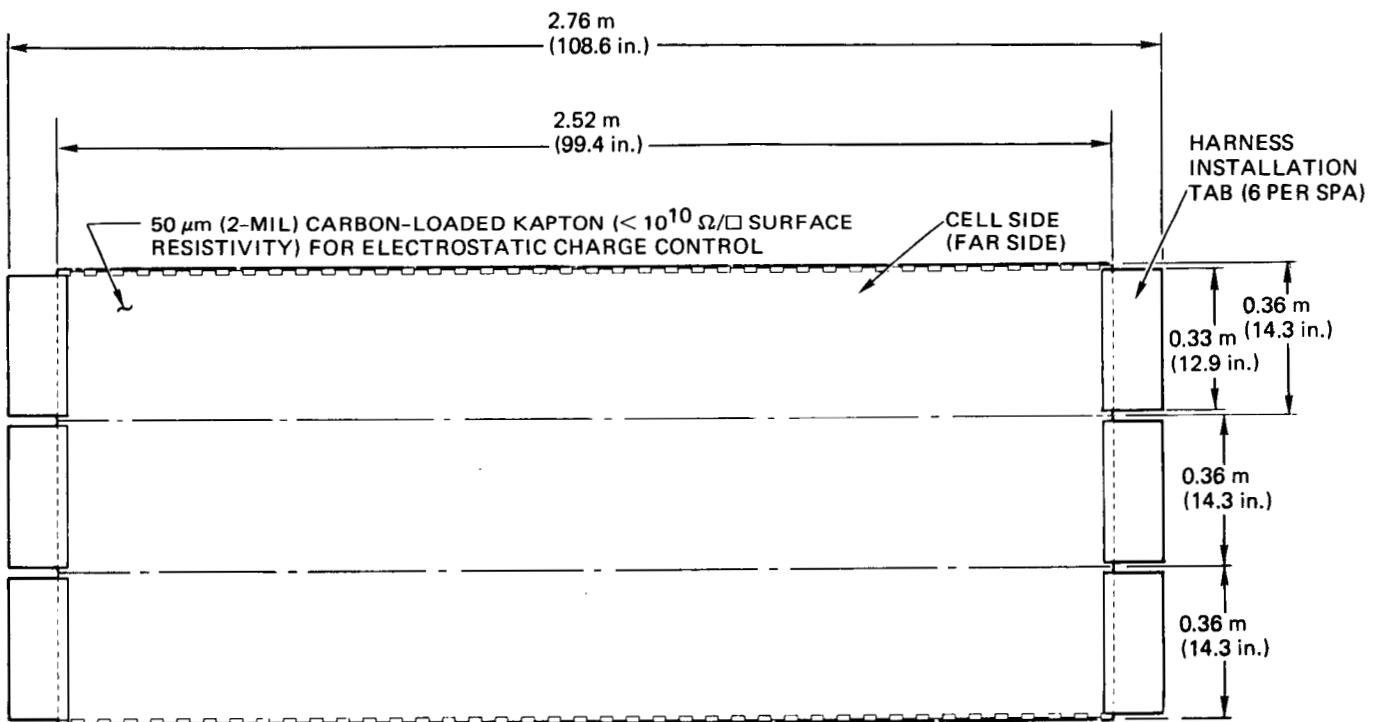 2.76 m
(108.6 in.)
2.52 m
(99.4 in.)
HARNESS
INSTALLATION
TAB (6 PER SPA)
50 μm (2-MIL) CARBON-LOADED KAPTON (< 10¹⁰ Ω/□ SURFACE
RESISTIVITY) FOR ELECTROSTATIC CHARGE CONTROL
CELL SIDE
(FAR SIDE)
0.36 m
(14.3 in.)
0.33 m
(12.9 in.)
0.36 m
(14.3 in.)
0.36 m
(14.3 in.)